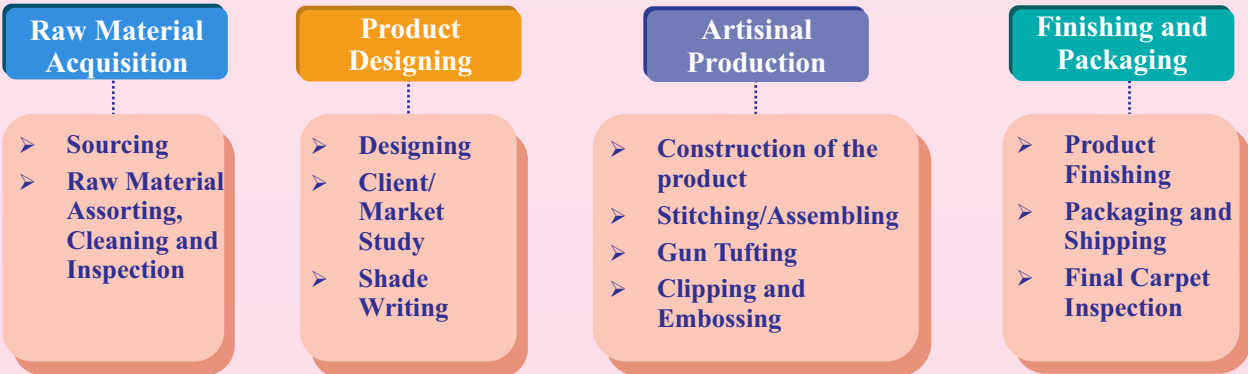 Raw Material
Acquisition
➢ Sourcing
➢ Raw Material
Assorting,
Cleaning and
Inspection
Product
Designing
➢ Designing
➢ Client/
Market
Study
➢ Shade
Writing
Artisinal
Production
➢ Construction of the
product
➢ Stitching/Assembling
➢ Gun Tufting
➢ Clipping and
Embossing
Finishing and
Packaging
➢ Product
Finishing
➢ Packaging and
Shipping
➢ Final Carpet
Inspection